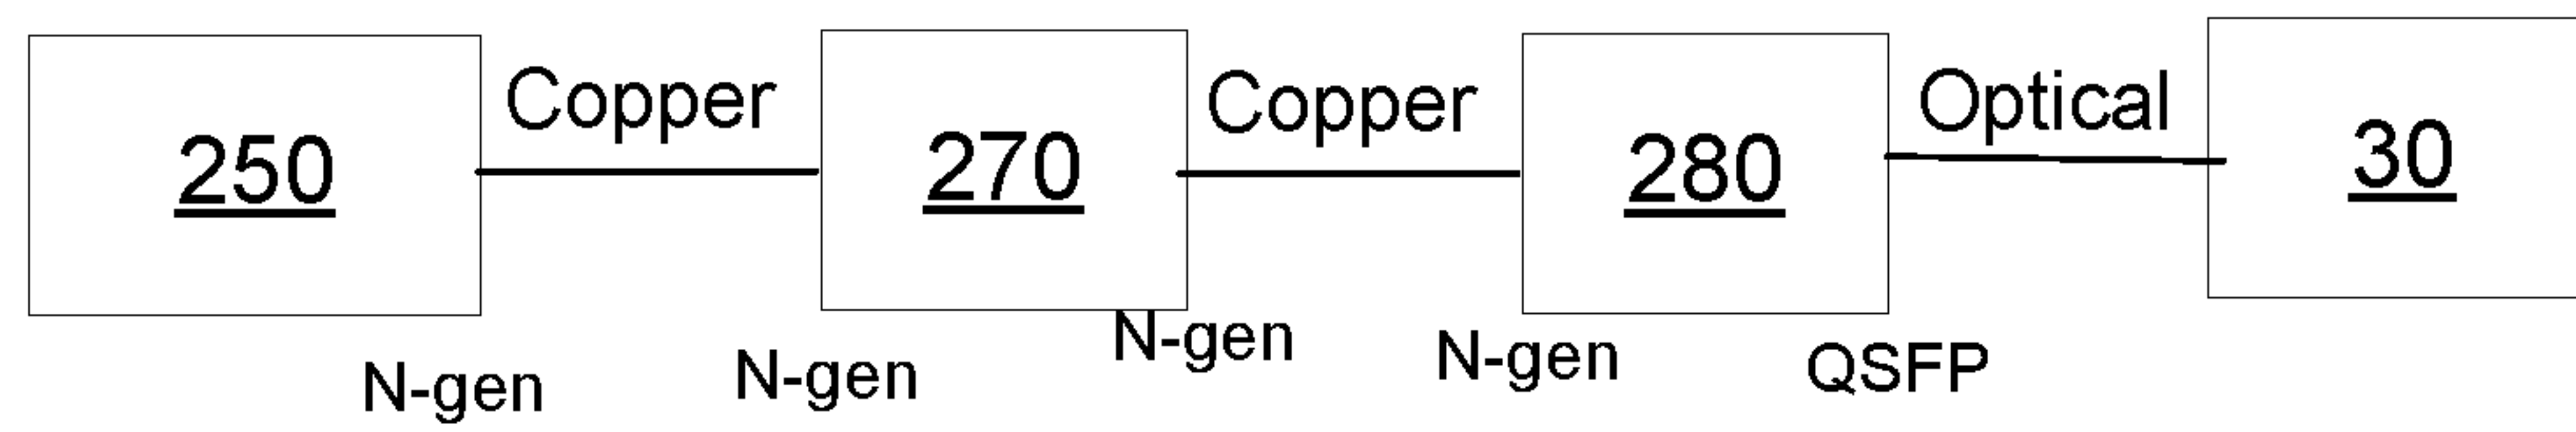 250
Copper
270
Copper
280
Optical
30
N-gen
N-gen
N-gen
N-gen
QSFP